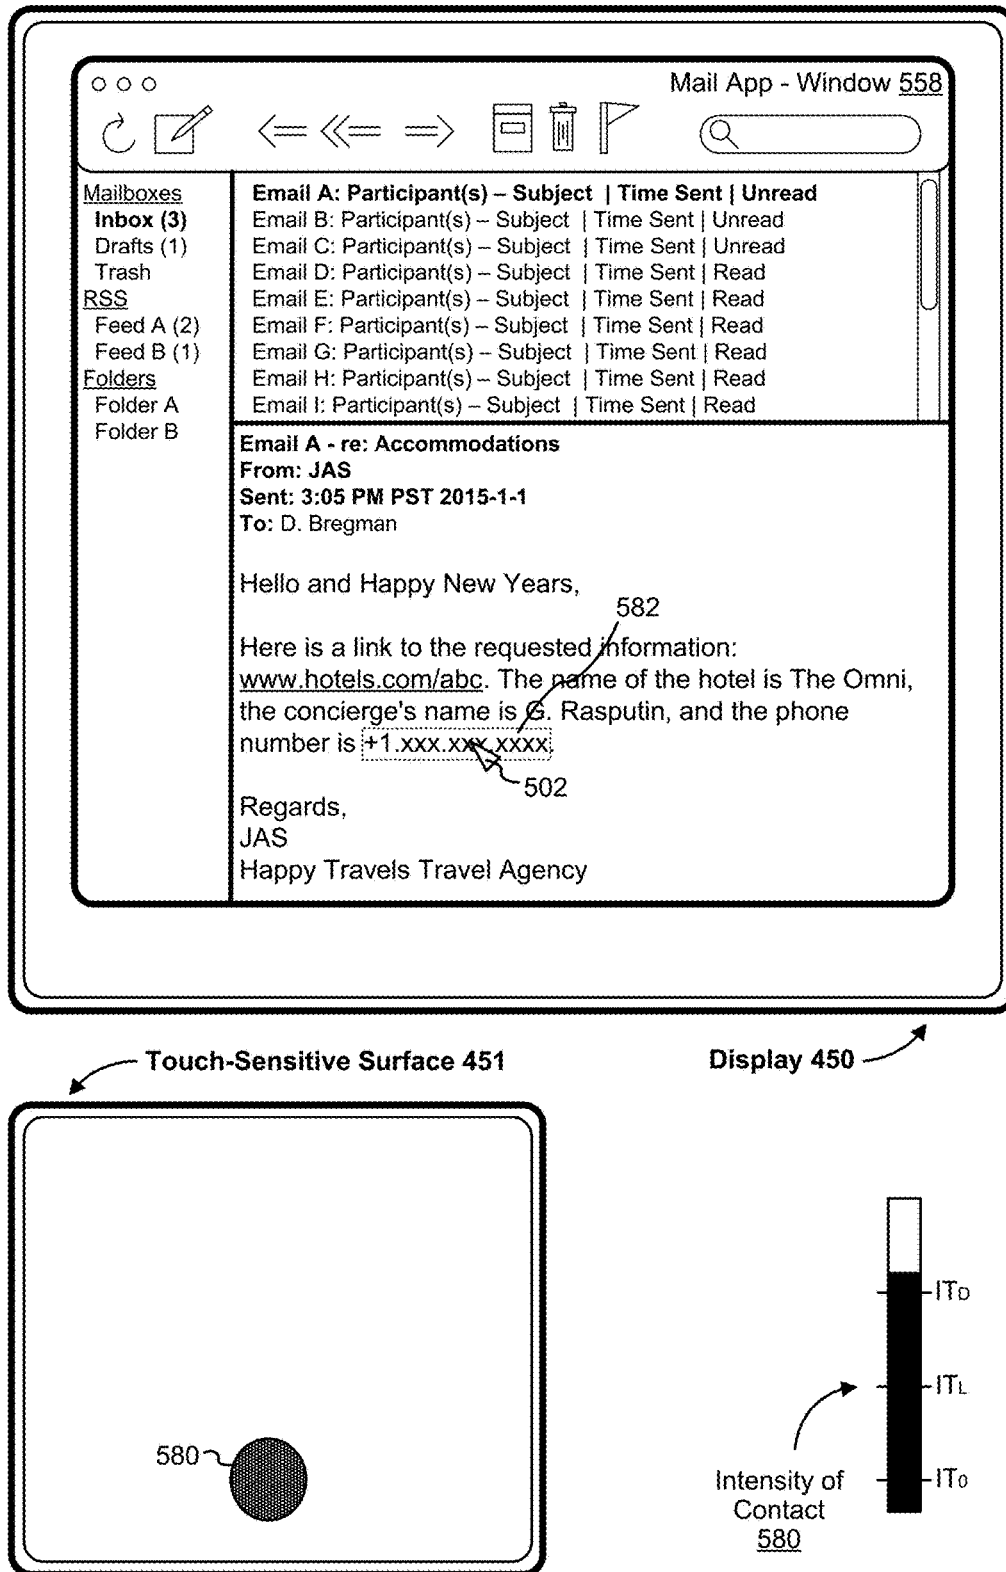 Mail App - Window 558
Mailboxes
Inbox (3)
Drafts (1)
Trash
RSS
Feed A (2)
Feed B (1)
Folders
Folder A
Folder B
Email A: Participant(s) – Subject | Time Sent | Unread
Email B: Participant(s) – Subject | Time Sent | Unread
Email C: Participant(s) – Subject | Time Sent | Unread
Email D: Participant(s) – Subject | Time Sent | Read
Email E: Participant(s) – Subject | Time Sent | Read
Email F: Participant(s) – Subject | Time Sent | Read
Email G: Participant(s) – Subject | Time Sent | Read
Email H: Participant(s) – Subject | Time Sent | Read
Email I: Participant(s) – Subject | Time Sent | Read
Email A - re: Accommodations
From: JAS
Sent: 3:05 PM PST 2015-1-1
To: D. Bregman
Hello and Happy New Years,
582
Here is a link to the requested information:
www.hotels.com/abc. The name of the hotel is The Omni,
the concierge's name is G. Rasputin, and the phone
number is +1.xxx.xxx.xxxx.
502
Regards,
JAS
Happy Travels Travel Agency
Touch-Sensitive Surface 451
Display 450
580
ITD
ITL
IT0
Intensity of
Contact
580